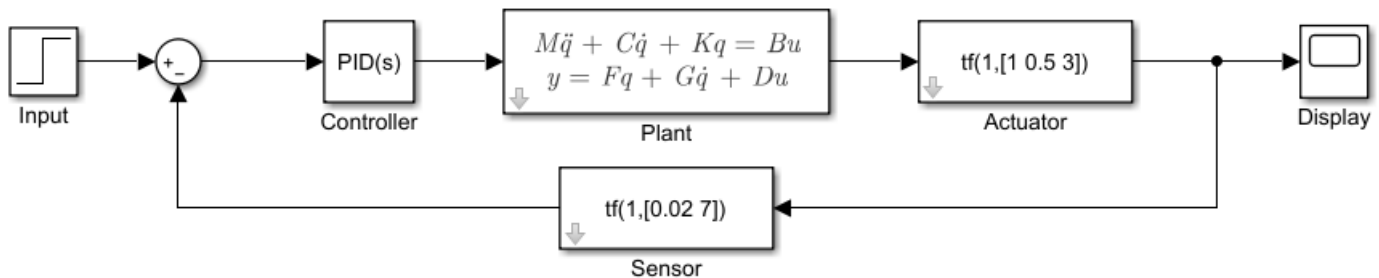 +
−
PID(s)
Mq̈ + Cq̇ + Kq = Bu
y = Fq + Gq̇ + Du
tf(1,[1 0.5 3])
Input
Controller
Plant
Actuator
Display
tf(1,[0.02 7])
Sensor